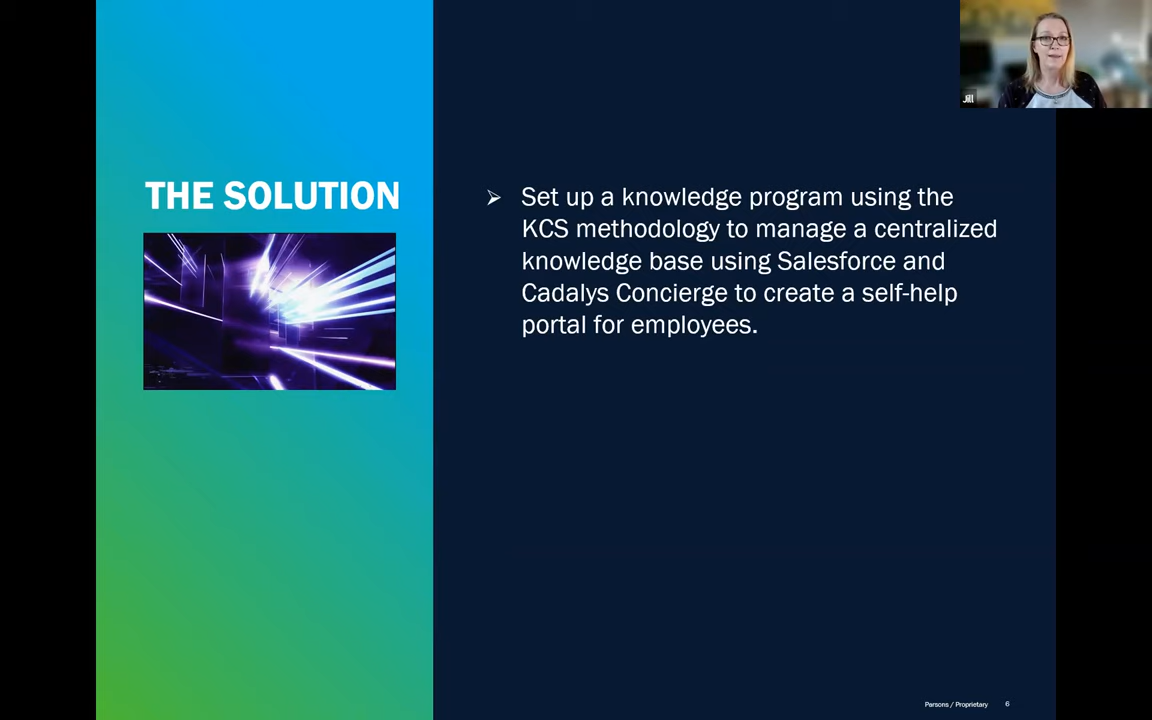 Jill
THE SOLUTION
➢ Set up a knowledge program using the
KCS methodology to manage a centralized
knowledge base using Salesforce and
Cadalys Concierge to create a self-help
portal for employees.
Parsons / Proprietary 6